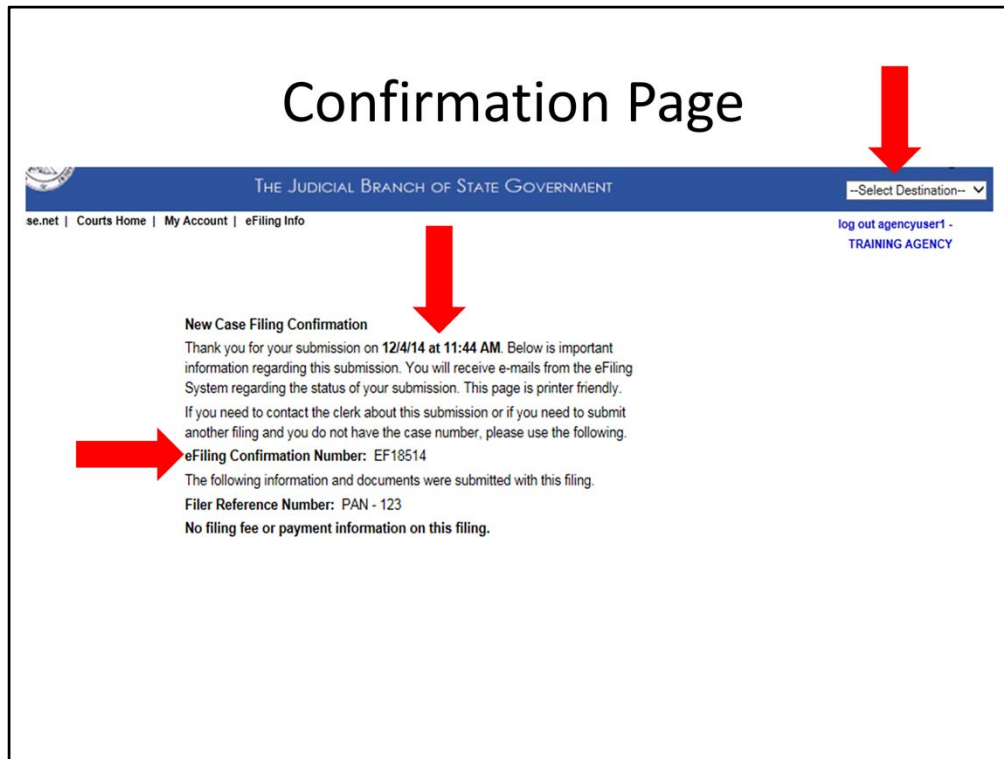 Confirmation Page
THE JUDICIAL BRANCH OF STATE GOVERNMENT
--Select Destination--
se.net | Courts Home | My Account | eFiling Info
log out agencyuser1 -
TRAINING AGENCY
New Case Filing Confirmation
Thank you for your submission on 12/4/14 at 11:44 AM. Below is important
information regarding this submission. You will receive e-mails from the eFiling
System regarding the status of your submission. This page is printer friendly.
If you need to contact the clerk about this submission or if you need to submit
another filing and you do not have the case number, please use the following.
eFiling Confirmation Number: EF18514
The following information and documents were submitted with this filing.
Filer Reference Number: PAN - 123
No filing fee or payment information on this filing.